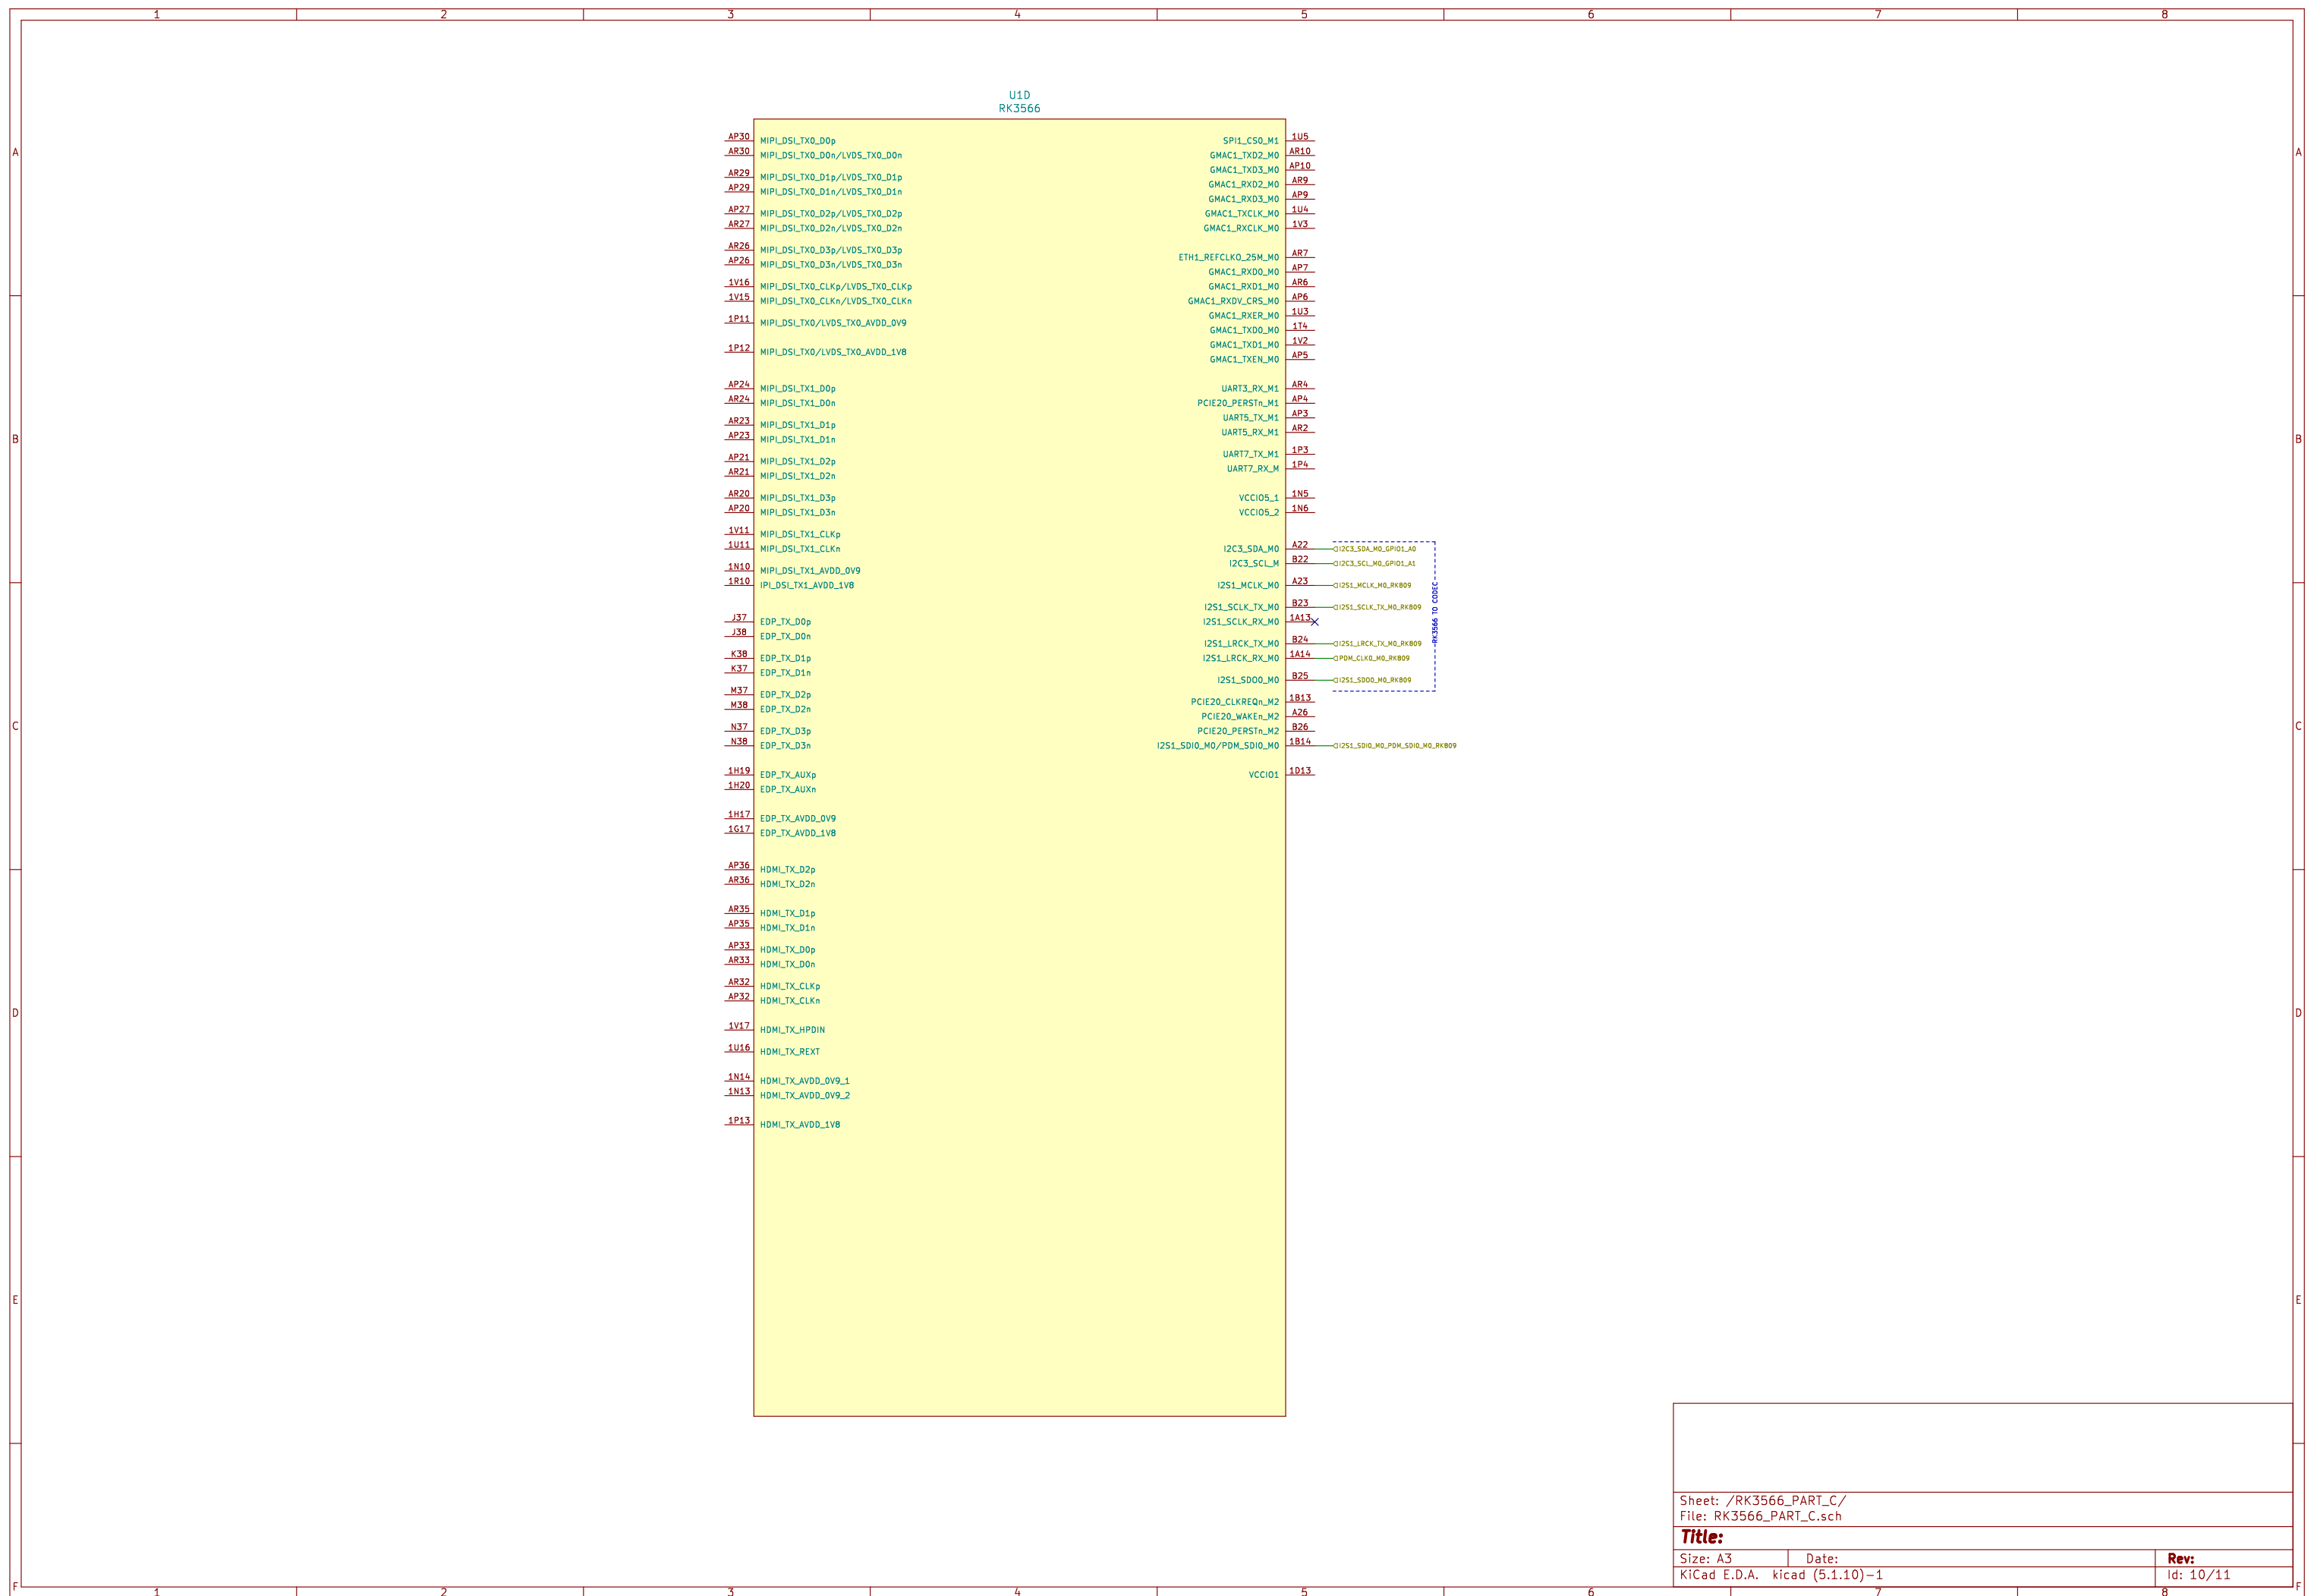 1 2 3 4 5 6 7 8
U1D
RK3566
A A
B B
C C
D D
E E
F F
AP30 MIPI_DSI_TX0_D0p
AR30 MIPI_DSI_TX0_D0n/LVDS_TX0_D0n
AR29 MIPI_DSI_TX0_D1p/LVDS_TX0_D1p
AP29 MIPI_DSI_TX0_D1n/LVDS_TX0_D1n
AP27 MIPI_DSI_TX0_D2p/LVDS_TX0_D2p
AR27 MIPI_DSI_TX0_D2n/LVDS_TX0_D2n
AR26 MIPI_DSI_TX0_D3p/LVDS_TX0_D3p
AP26 MIPI_DSI_TX0_D3n/LVDS_TX0_D3n
1V16 MIPI_DSI_TX0_CLKp/LVDS_TX0_CLKp
1V15 MIPI_DSI_TX0_CLKn/LVDS_TX0_CLKn
1P11 MIPI_DSI_TX0/LVDS_TX0_AVDD_0V9
1P12 MIPI_DSI_TX0/LVDS_TX0_AVDD_1V8
AP24 MIPI_DSI_TX1_D0p
AR24 MIPI_DSI_TX1_D0n
AR23 MIPI_DSI_TX1_D1p
AP23 MIPI_DSI_TX1_D1n
AP21 MIPI_DSI_TX1_D2p
AR21 MIPI_DSI_TX1_D2n
AR20 MIPI_DSI_TX1_D3p
AP20 MIPI_DSI_TX1_D3n
1V11 MIPI_DSI_TX1_CLKp
1U11 MIPI_DSI_TX1_CLKn
1N10 MIPI_DSI_TX1_AVDD_0V9
1R10 IPI_DSI_TX1_AVDD_1V8
J37 EDP_TX_D0p
J38 EDP_TX_D0n
K38 EDP_TX_D1p
K37 EDP_TX_D1n
M37 EDP_TX_D2p
M38 EDP_TX_D2n
N37 EDP_TX_D3p
N38 EDP_TX_D3n
1H19 EDP_TX_AUXp
1H20 EDP_TX_AUXn
1H17 EDP_TX_AVDD_0V9
1G17 EDP_TX_AVDD_1V8
AP36 HDMI_TX_D2p
AR36 HDMI_TX_D2n
AR35 HDMI_TX_D1p
AP35 HDMI_TX_D1n
AP33 HDMI_TX_D0p
AR33 HDMI_TX_D0n
AR32 HDMI_TX_CLKp
AP32 HDMI_TX_CLKn
1V17 HDMI_TX_HPDIN
1U16 HDMI_TX_REXT
1N14 HDMI_TX_AVDD_0V9_1
1N13 HDMI_TX_AVDD_0V9_2
1P13 HDMI_TX_AVDD_1V8
SPI1_CS0_M1 1U5
GMAC1_TXD2_M0 AR10
GMAC1_TXD3_M0 AP10
GMAC1_RXD2_M0 AR9
GMAC1_RXD3_M0 AP9
GMAC1_TXCLK_M0 1U4
GMAC1_RXCLK_M0 1V3
ETH1_REFCLKO_25M_M0 AR7
GMAC1_RXD0_M0 AP7
GMAC1_RXD1_M0 AR6
GMAC1_RXDV_CRS_M0 AP6
GMAC1_RXER_M0 1U3
GMAC1_TXD0_M0 1T4
GMAC1_TXD1_M0 1V2
GMAC1_TXEN_M0 AP5
UART3_RX_M1 AR4
PCIE20_PERSTn_M1 AP4
UART5_TX_M1 AP3
UART5_RX_M1 AR2
UART7_TX_M1 1P3
UART7_RX_M 1P4
VCCIO5_1 1N5
VCCIO5_2 1N6
I2C3_SDA_M0 A22 I2C3_SDA_M0_GPIO1_A0
I2C3_SCL_M B22 I2C3_SCL_M0_GPIO1_A1
I2S1_MCLK_M0 A23 I2S1_MCLK_M0_RK809
I2S1_SCLK_TX_M0 B23 I2S1_SCLK_TX_M0_RK809
I2S1_SCLK_RX_M0 1A13
I2S1_LRCK_TX_M0 B24 I2S1_LRCK_TX_M0_RK809
I2S1_LRCK_RX_M0 1A14 PDM_CLK0_M0_RK809
I2S1_SDO0_M0 B25 I2S1_SDO0_M0_RK809
RK3566 TO CODEC
PCIE20_CLKREQn_M2 1B13
PCIE20_WAKEn_M2 A26
PCIE20_PERSTn_M2 B26
I2S1_SDI0_M0/PDM_SDI0_M0 1B14 I2S1_SDI0_M0_PDM_SDI0_M0_RK809
VCCIO1 1D13
Sheet: /RK3566_PART_C/
File: RK3566_PART_C.sch
Title:
Size: A3 Date: Rev:
KiCad E.D.A. kicad (5.1.10)-1 Id: 10/11
1 2 3 4 5 6 7 8